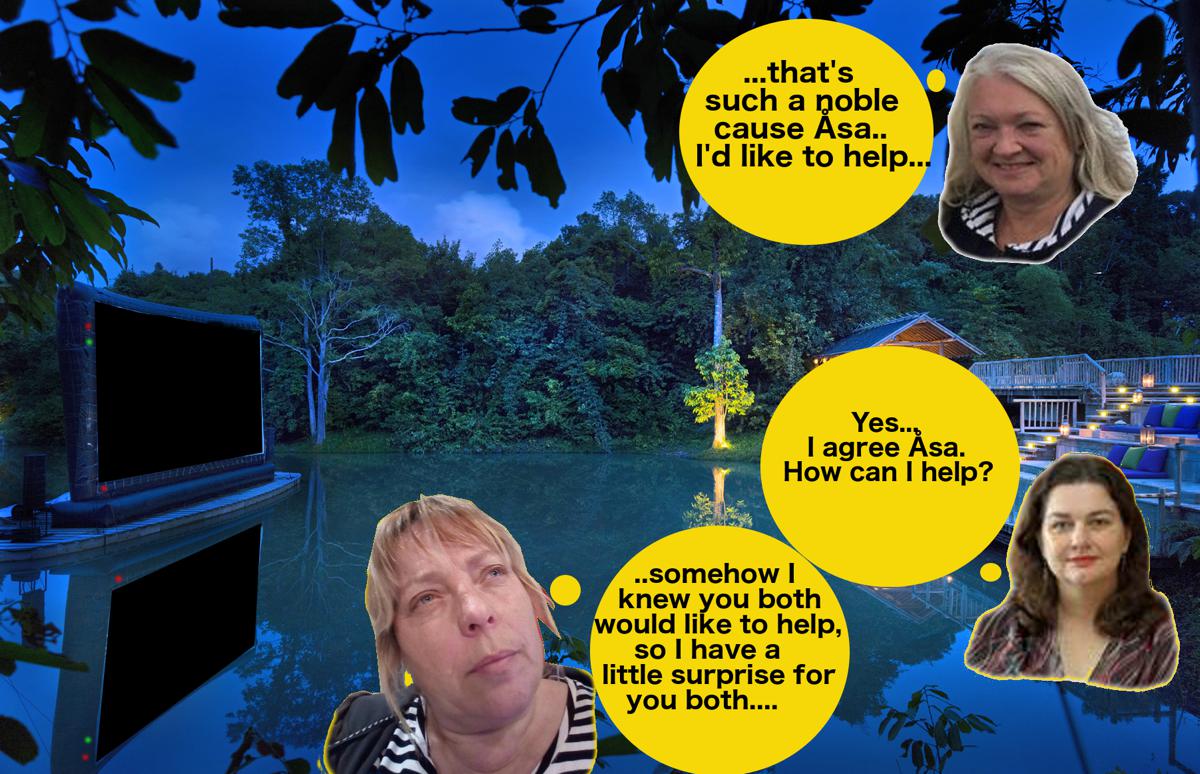 ...that's
such a noble
cause Åsa..
I'd like to help...
Yes...
I agree Åsa.
How can I help?
..somehow I
knew you both
would like to help,
so I have a
little surprise for
you both....